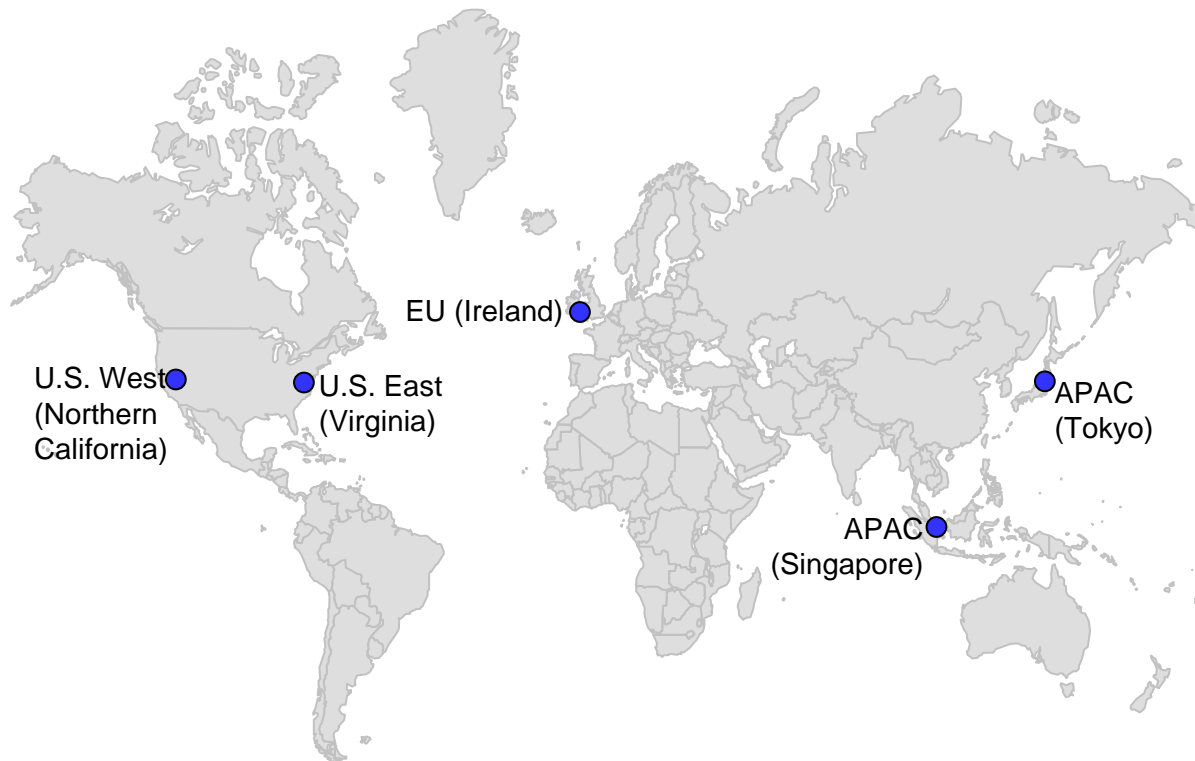 EU (Ireland)
U.S. West
(Northern
California)
U.S. East
(Virginia)
APAC
(Tokyo)
APAC
(Singapore)